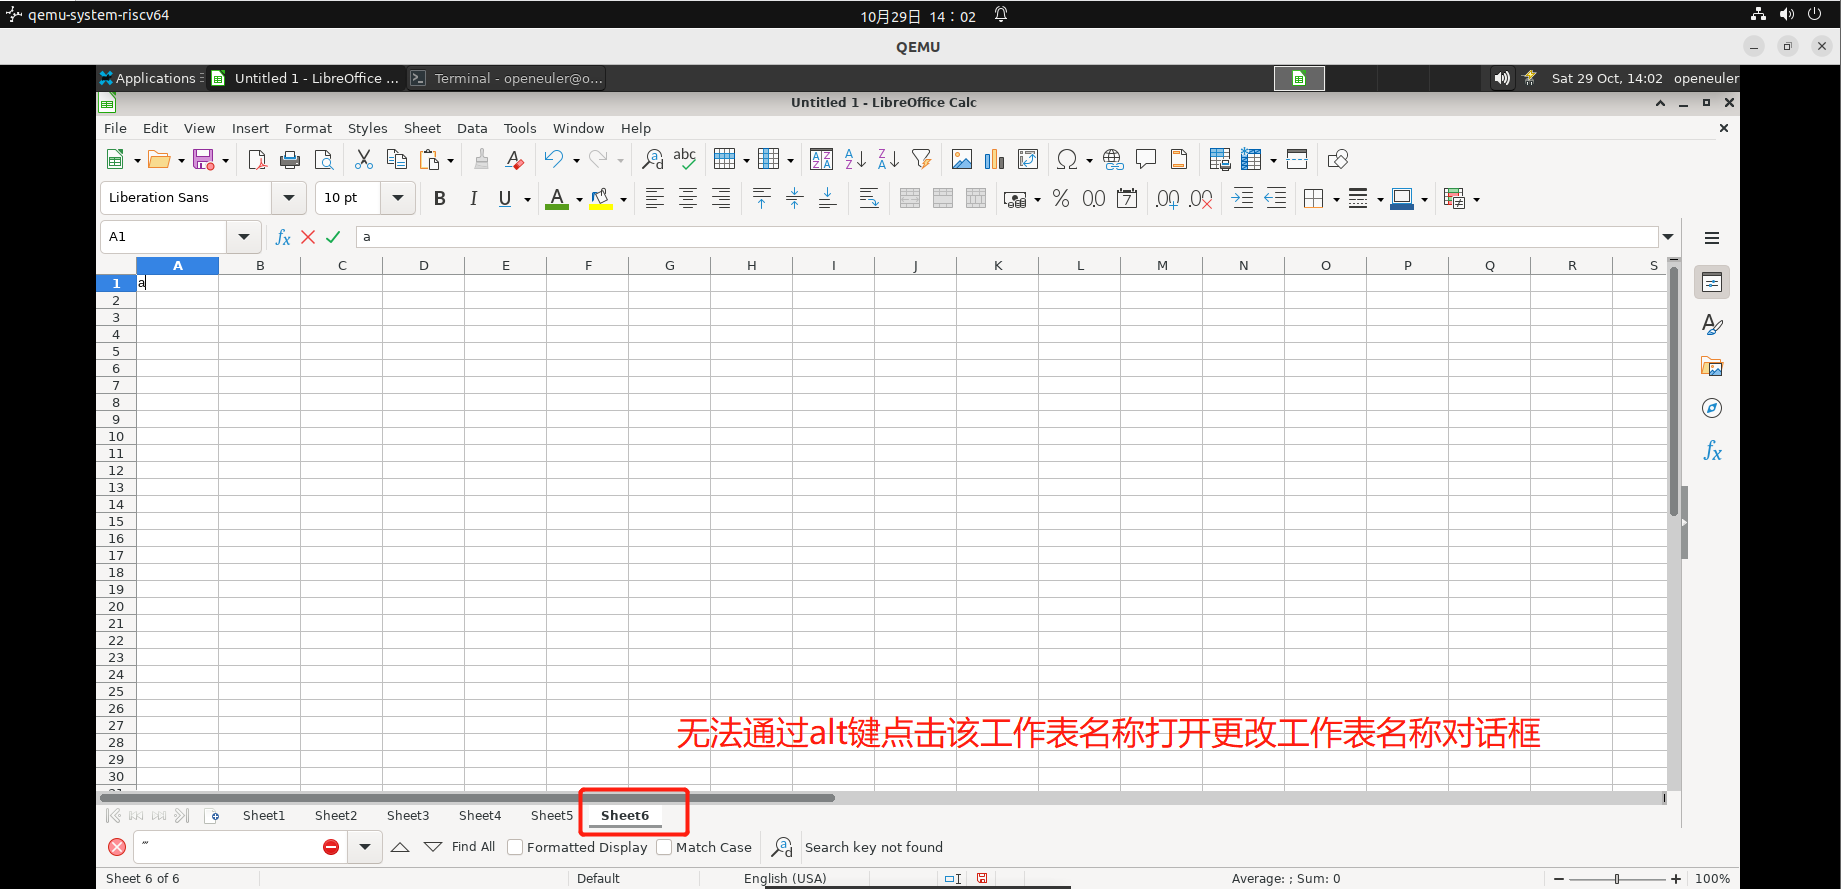 qemu-system-riscv64
10月29日 14：02
QEMU
Applications
Untitled 1 - LibreOffice ...
Terminal - openeuler@o...
Sat 29 Oct, 14:02
openeuler
Untitled 1 - LibreOffice Calc
File Edit View Insert Format Styles Sheet Data Tools Window Help
Liberation Sans
10 pt
A1
a
A B C D E F G H I J K L M N O P Q R S
1 a
2
3
4
5
6
7
8
9
10
11
12
13
14
15
16
17
18
19
20
21
22
23
24
25
26
27
28
29
30
无法通过alt键点击该工作表名称打开更改工作表名称对话框
Sheet1 Sheet2 Sheet3 Sheet4 Sheet5 Sheet6
Find All
Formatted Display
Match Case
Search key not found
Sheet 6 of 6
Default
English (USA)
Average: ; Sum: 0
100%